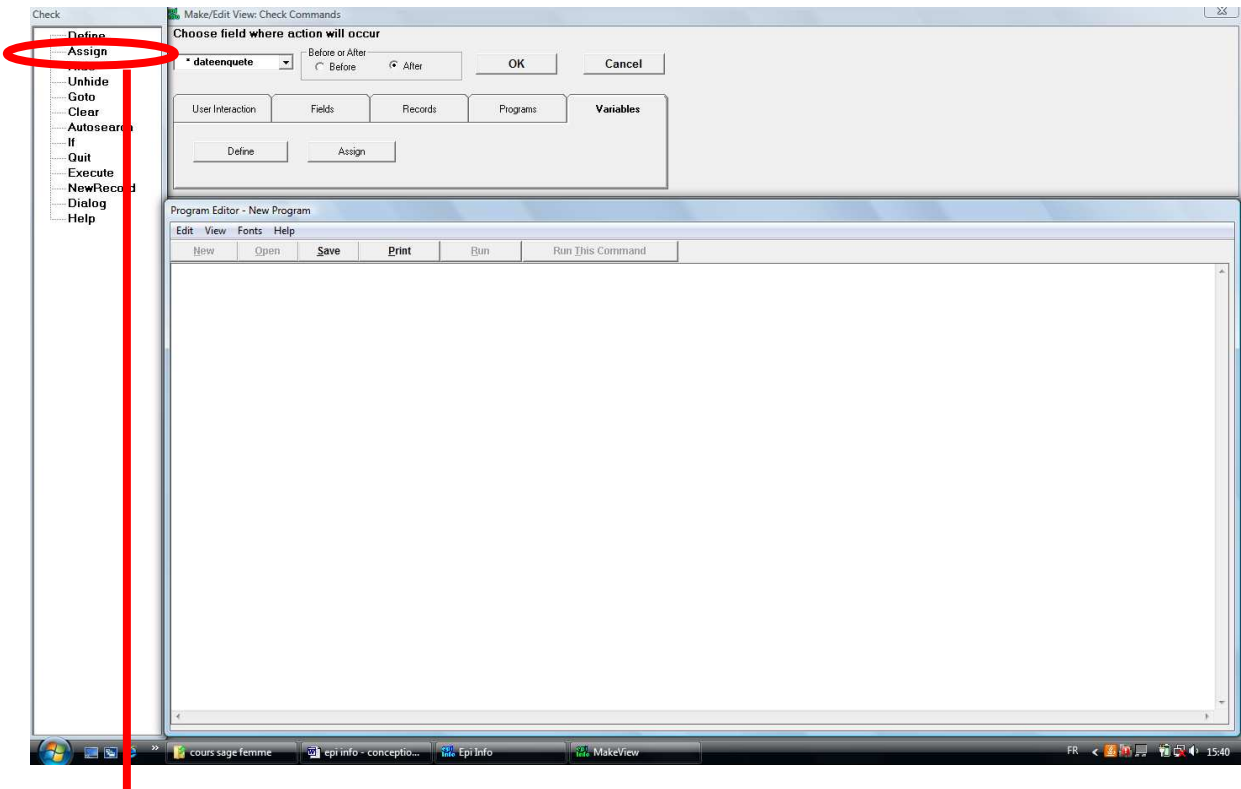 Check
Define
Assign
Unhide
Goto
Clear
Autosearch
If
Quit
Execute
NewRecord
Dialog
Help
Make/Edit View: Check Commands
Choose field where action will occur
* dateenquete
Before or After
Before
After
OK
Cancel
User Interaction
Fields
Records
Programs
Variables
Define
Assign
Program Editor - New Program
Edit View Fonts Help
New
Open
Save
Print
Run
Run This Command
cours sage femme
epi info - conceptio...
Epi Info
MakeView
FR
15:40